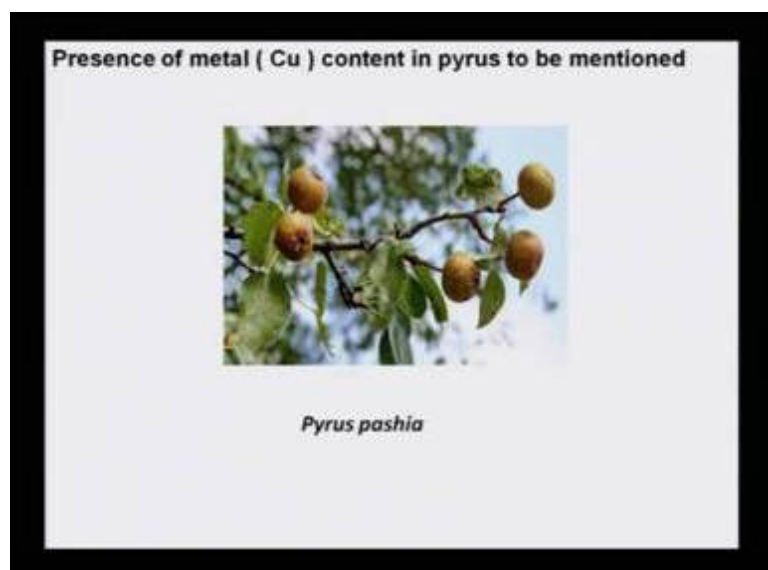 Presence of metal ( Cu ) content in pyrus to be mentioned
Pyrus pashia